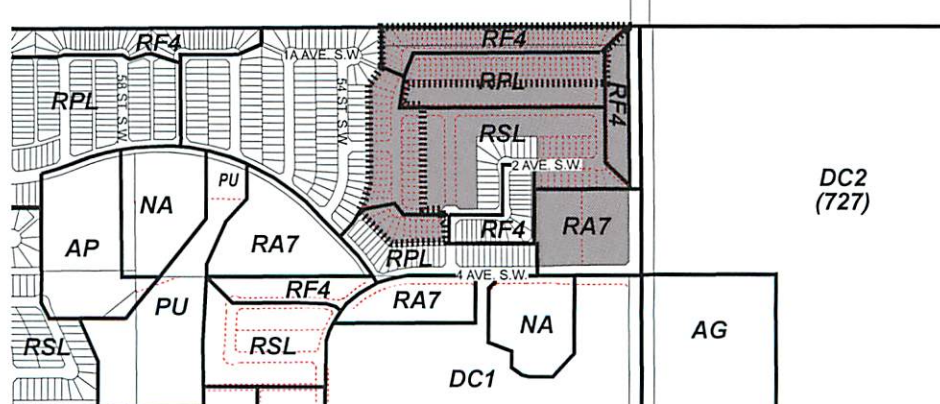 RF4
RF4
1A AVE. S.W.
RPL
58 ST. S.W.
54 ST. S.W.
RPL
RF4
RSL
2 AVE. S.W.
PU
DC2
(727)
NA
AP
RA7
RF4
RA7
RPL
4 AVE. S.W.
RF4
RA7
PU
NA
AG
RSL
RSL
DC1